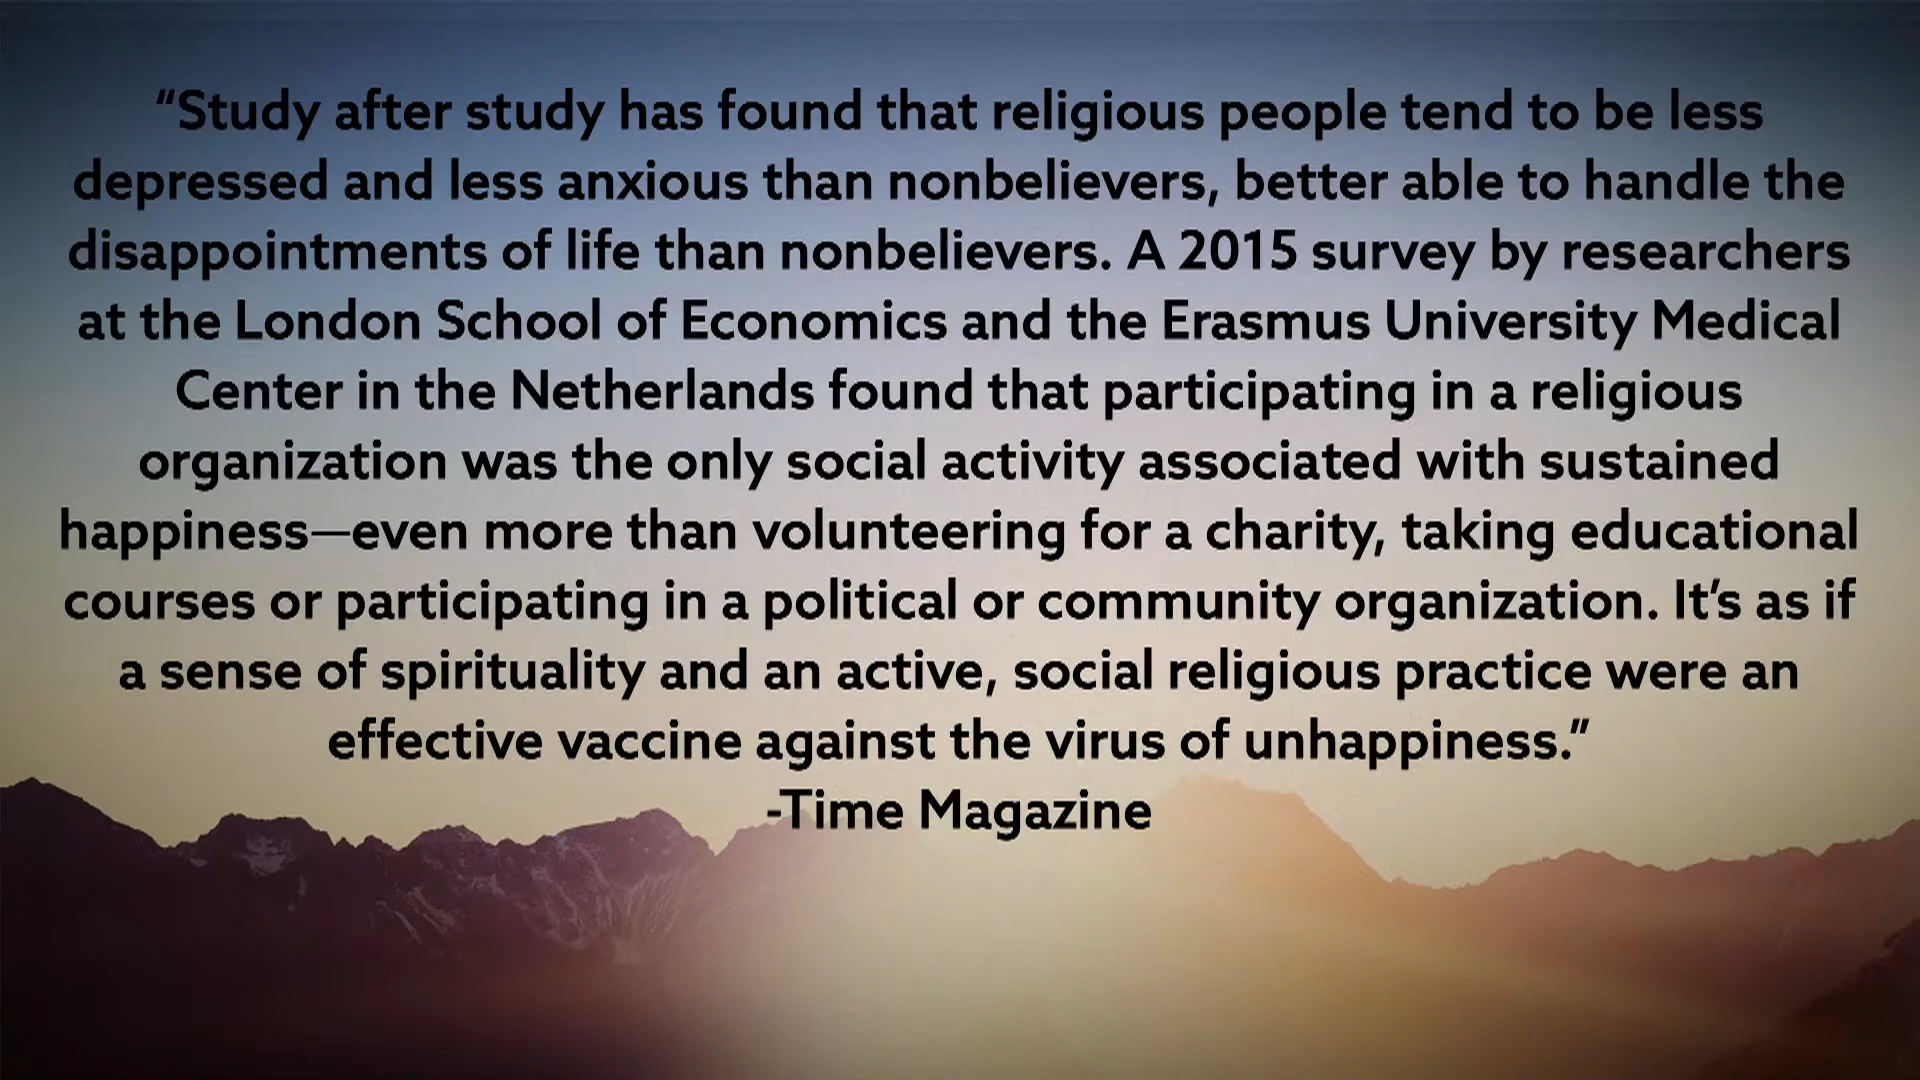 “Study after study has found that religious people tend to be less
depressed and less anxious than nonbelievers, better able to handle the
disappointments of life than nonbelievers. A 2015 survey by researchers
at the London School of Economics and the Erasmus University Medical
Center in the Netherlands found that participating in a religious
organization was the only social activity associated with sustained
happiness—even more than volunteering for a charity, taking educational
courses or participating in a political or community organization. It’s as if
a sense of spirituality and an active, social religious practice were an
effective vaccine against the virus of unhappiness.”
-Time Magazine